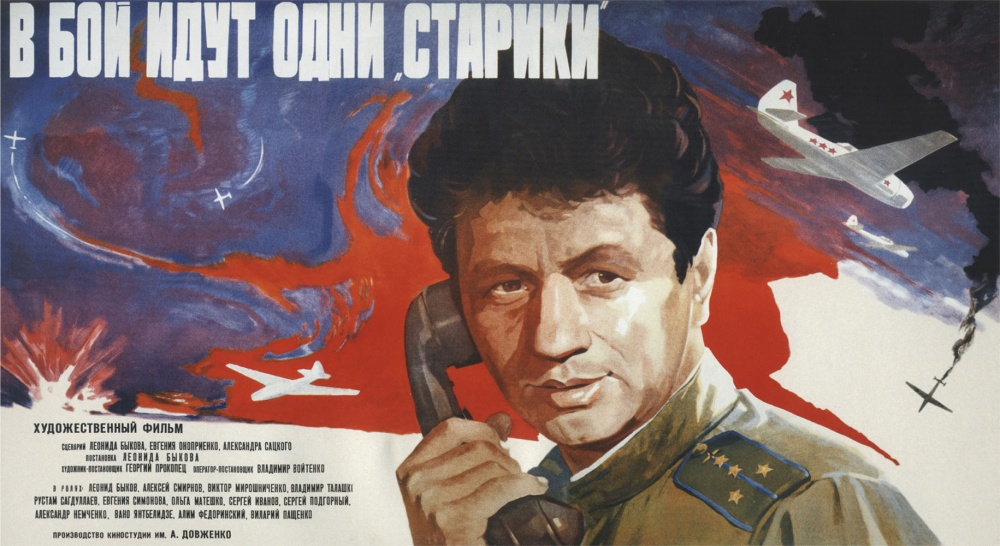 В БОЙ ИДУТ ОДНИ „СТАРИКИ"
ХУДОЖЕСТВЕННЫЙ ФИЛЬМ
СЦЕНАРИЙ ЛЕОНИДА БЫКОВА, ЕВГЕНИЯ ОНОПРИЕНКО, АЛЕКСАНДРА САЦКОГО
ПОСТАНОВКА ЛЕОНИДА БЫКОВА
ХУДОЖНИК-ПОСТАНОВЩИК ГЕОРГИЙ ПРОКОПЕЦ ОПЕРАТОР-ПОСТАНОВЩИК ВЛАДИМИР ВОЙТЕНКО
В РОЛЯХ: ЛЕОНИД БЫКОВ, АЛЕКСЕЙ СМИРНОВ, ВИКТОР МИРОШНИЧЕНКО, ВЛАДИМИР ТАЛАШКІ
РУСТАМ САГДУЛЛАЕВ, ЕВГЕНИЯ СИМОНОВА, ОЛЬГА МАТЕШКО, СЕРГЕЙ ИВАНОВ, СЕРГЕЙ ПОДГОРНЫЙ,
АЛЕКСАНДР НЕМЧЕНКО, ВАНО ЯНТБЕЛИДЗЕ, АЛИМ ФЕДОРИНСКИЙ, ВИЛАРИЙ ПАЩЕНКО
ПРОИЗВОДСТВО КИНОСТУДИИ ИМ. А. ДОВЖЕНКО